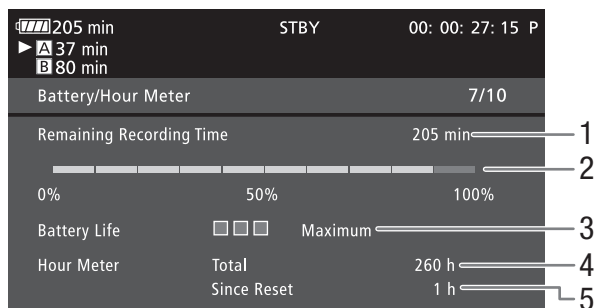 205 min STBY 00: 00: 27: 15 P
A 37 min
B 80 min
Battery/Hour Meter 7/10
Remaining Recording Time 205 min 1
2
0% 50% 100%
Battery Life Maximum 3
Hour Meter Total 260 h 4
Since Reset 1 h 5